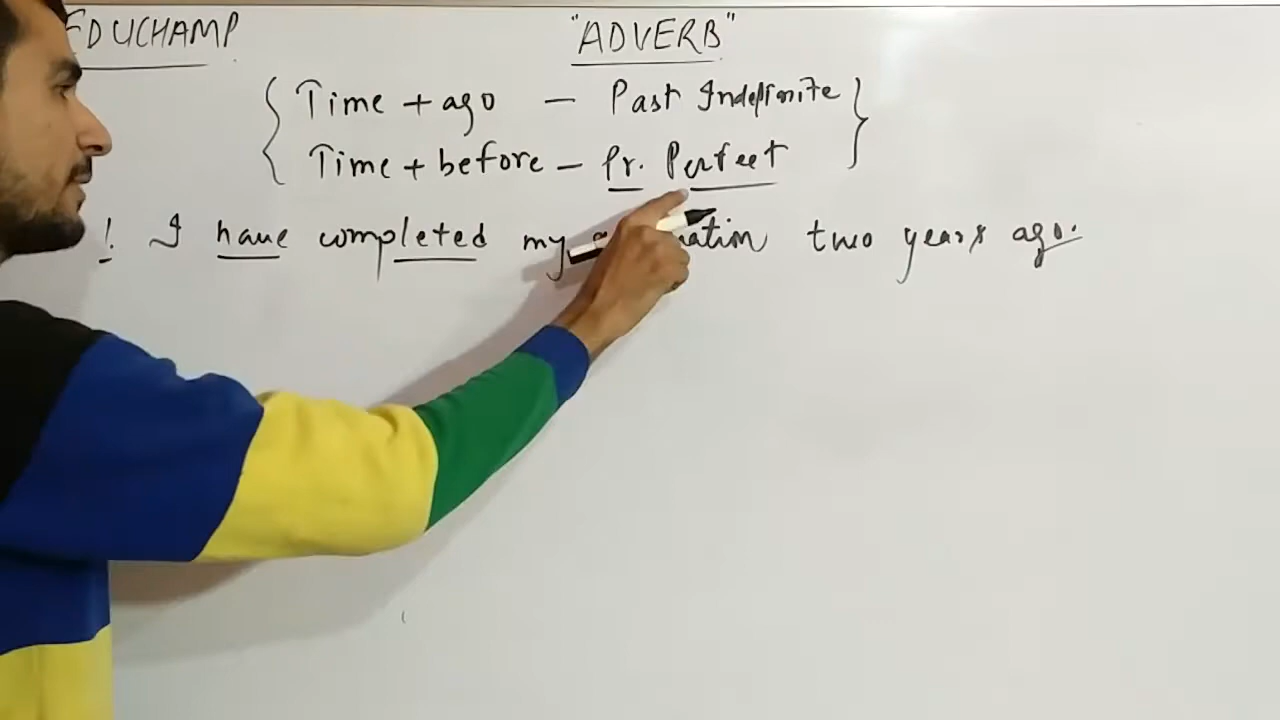 EDUCHAMP "ADVERB"
Time + ago — Past Indefinite
Time + before — Pr. Perfect
! I have completed my two years ago.